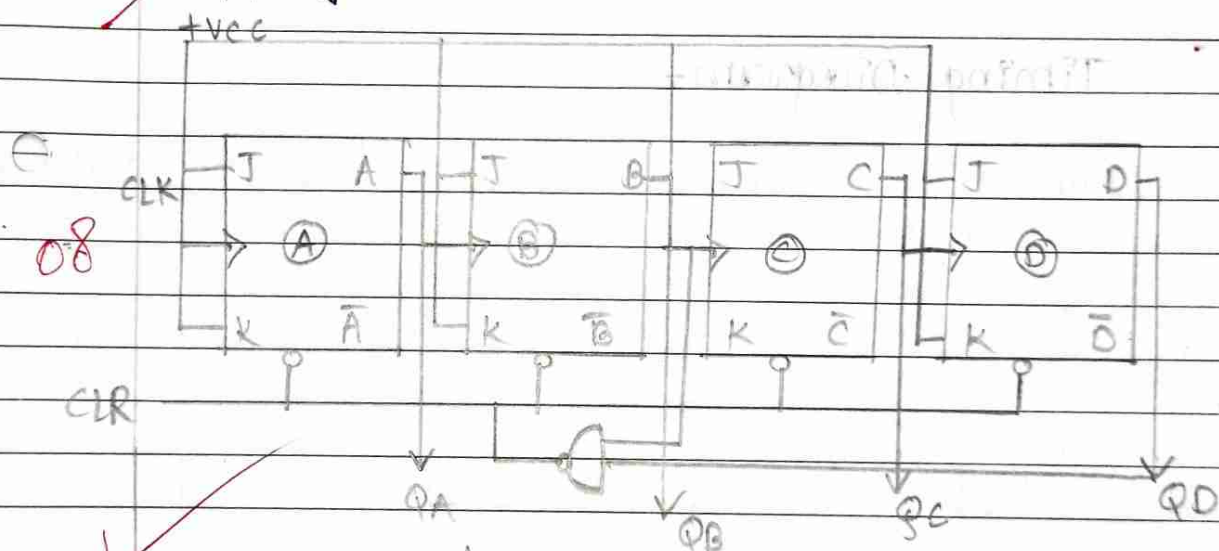 +VCC
J A J B J C J D
CLK
08 A B C D
K Ā K B̄ K C̄ K D̄
CLR
QA QB QC QD